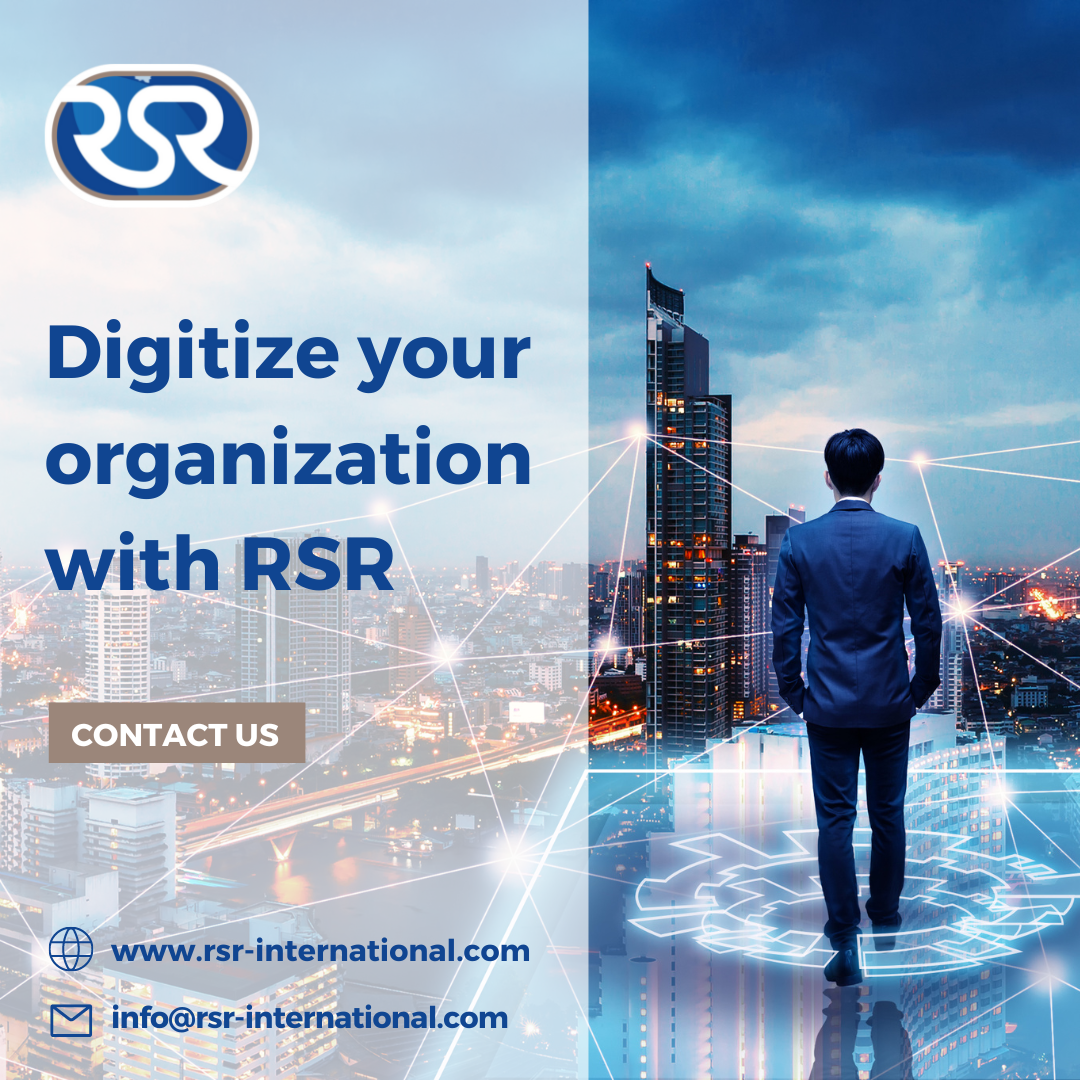 RSR
Digitize your
organization
with RSR
CONTACT US
www.rsr-international.com
info@rsr-international.com